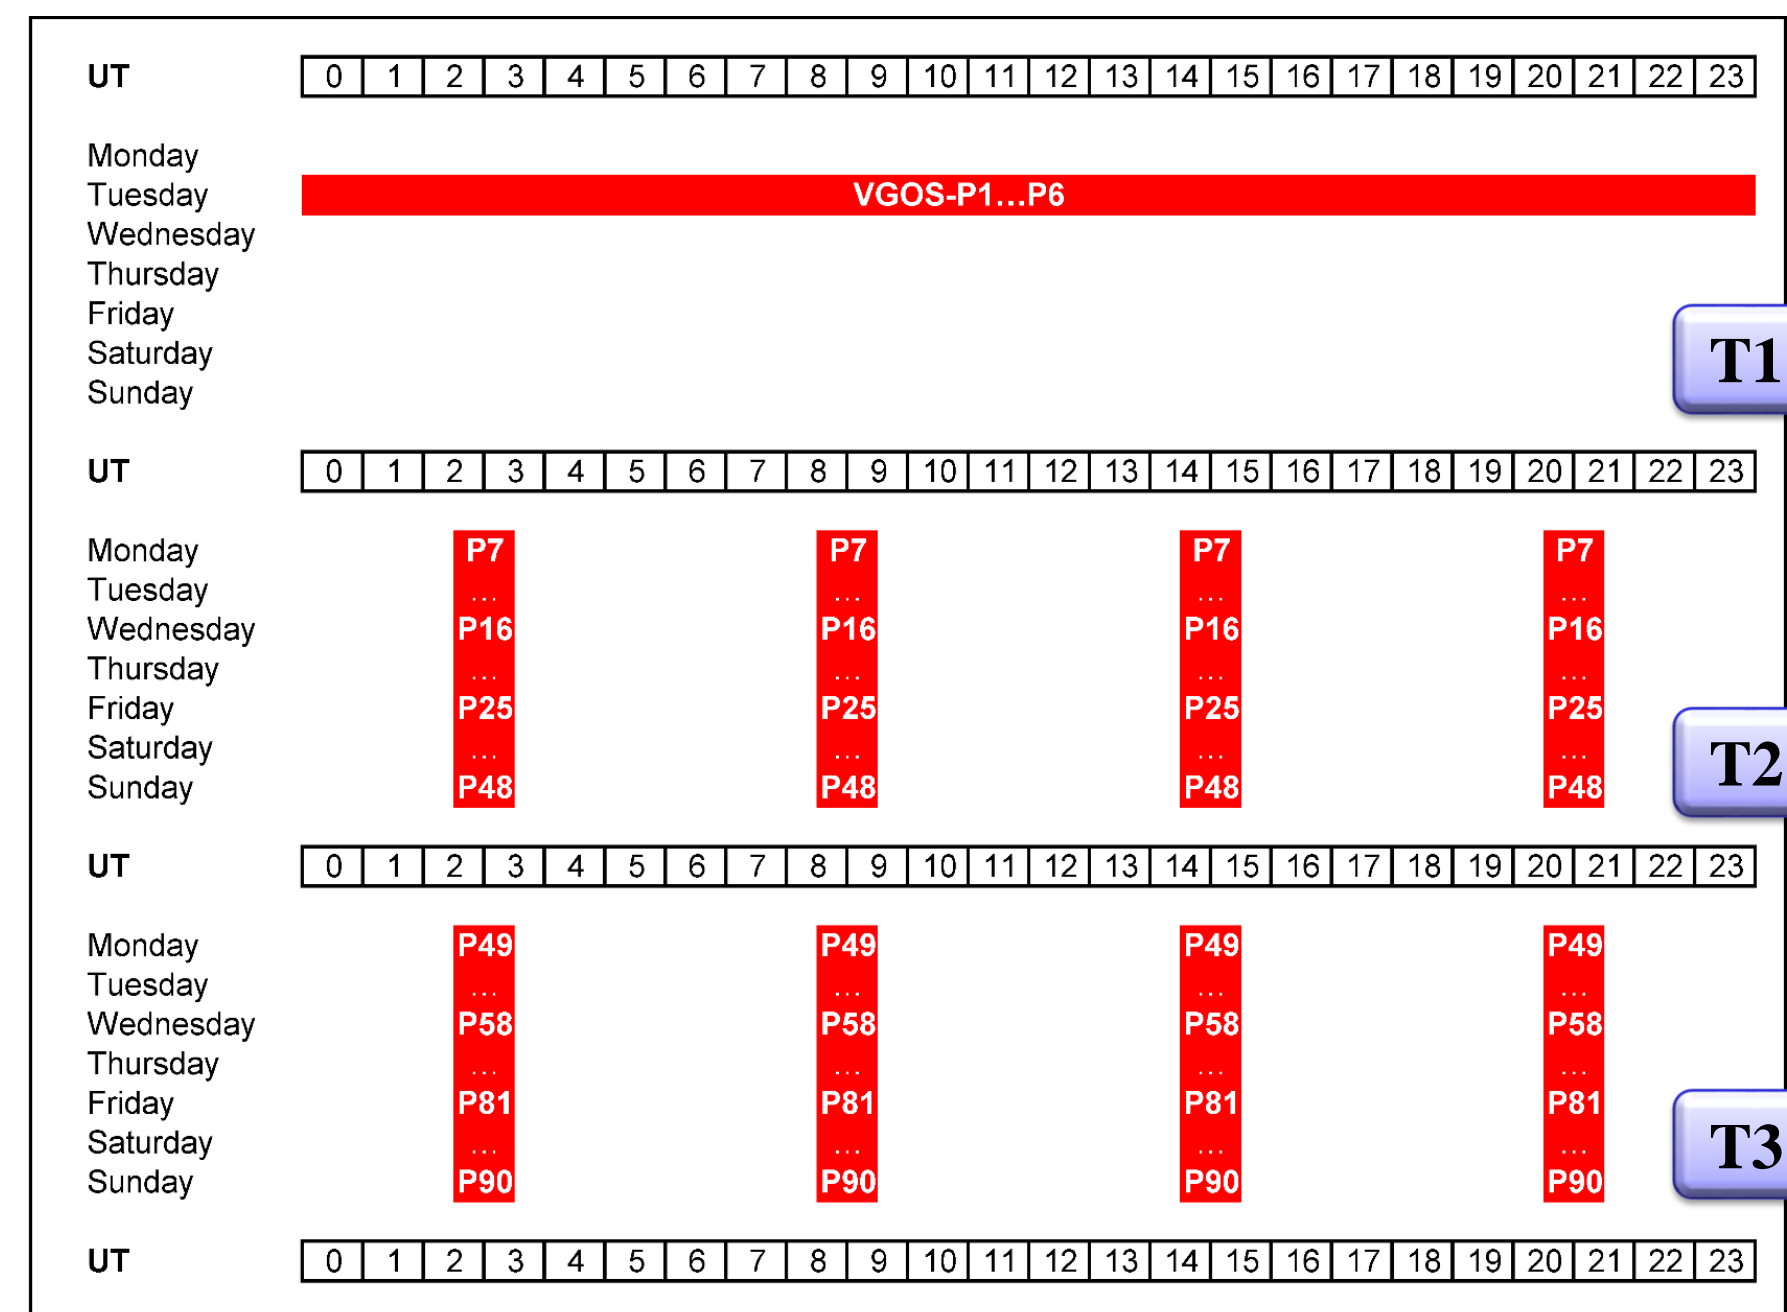 UT 0 1 2 3 4 5 6 7 8 9 10 11 12 13 14 15 16 17 18 19 20 21 22 23
Monday
Tuesday VGOS-P1...P6
Wednesday
Thursday
Friday
Saturday
Sunday
T1
UT 0 1 2 3 4 5 6 7 8 9 10 11 12 13 14 15 16 17 18 19 20 21 22 23
Monday P7 P7 P7 P7
Tuesday ... ... ... ...
Wednesday P16 P16 P16 P16
Thursday ... ... ... ...
Friday P25 P25 P25 P25
Saturday ... ... ... ...
Sunday P48 P48 P48 P48
T2
UT 0 1 2 3 4 5 6 7 8 9 10 11 12 13 14 15 16 17 18 19 20 21 22 23
Monday P49 P49 P49 P49
Tuesday ... ... ... ...
Wednesday P58 P58 P58 P58
Thursday ... ... ... ...
Friday P81 P81 P81 P81
Saturday ... ... ... ...
Sunday P90 P90 P90 P90
T3
UT 0 1 2 3 4 5 6 7 8 9 10 11 12 13 14 15 16 17 18 19 20 21 22 23